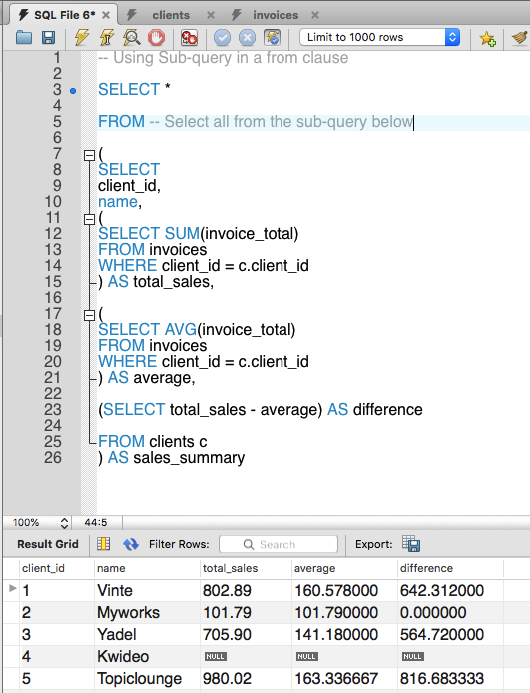 SQL File 6* clients invoices
Limit to 1000 rows
1 -- Using Sub-query in a from clause
2
3 SELECT *
4
5 FROM -- Select all from the sub-query below
6
7 (
8 SELECT
9 client_id,
10 name,
11 (
12 SELECT SUM(invoice_total)
13 FROM invoices
14 WHERE client_id = c.client_id
15 ) AS total_sales,
16
17 (
18 SELECT AVG(invoice_total)
19 FROM invoices
20 WHERE client_id = c.client_id
21 ) AS average,
22
23 (SELECT total_sales - average) AS difference
24
25 FROM clients c
26 ) AS sales_summary
100% 44:5
Result Grid Filter Rows: Search Export:
client_id name total_sales average difference
1 Vinte 802.89 160.578000 642.312000
2 Myworks 101.79 101.790000 0.000000
3 Yadel 705.90 141.180000 564.720000
4 Kwideo NULL NULL NULL
5 Topiclounge 980.02 163.336667 816.683333